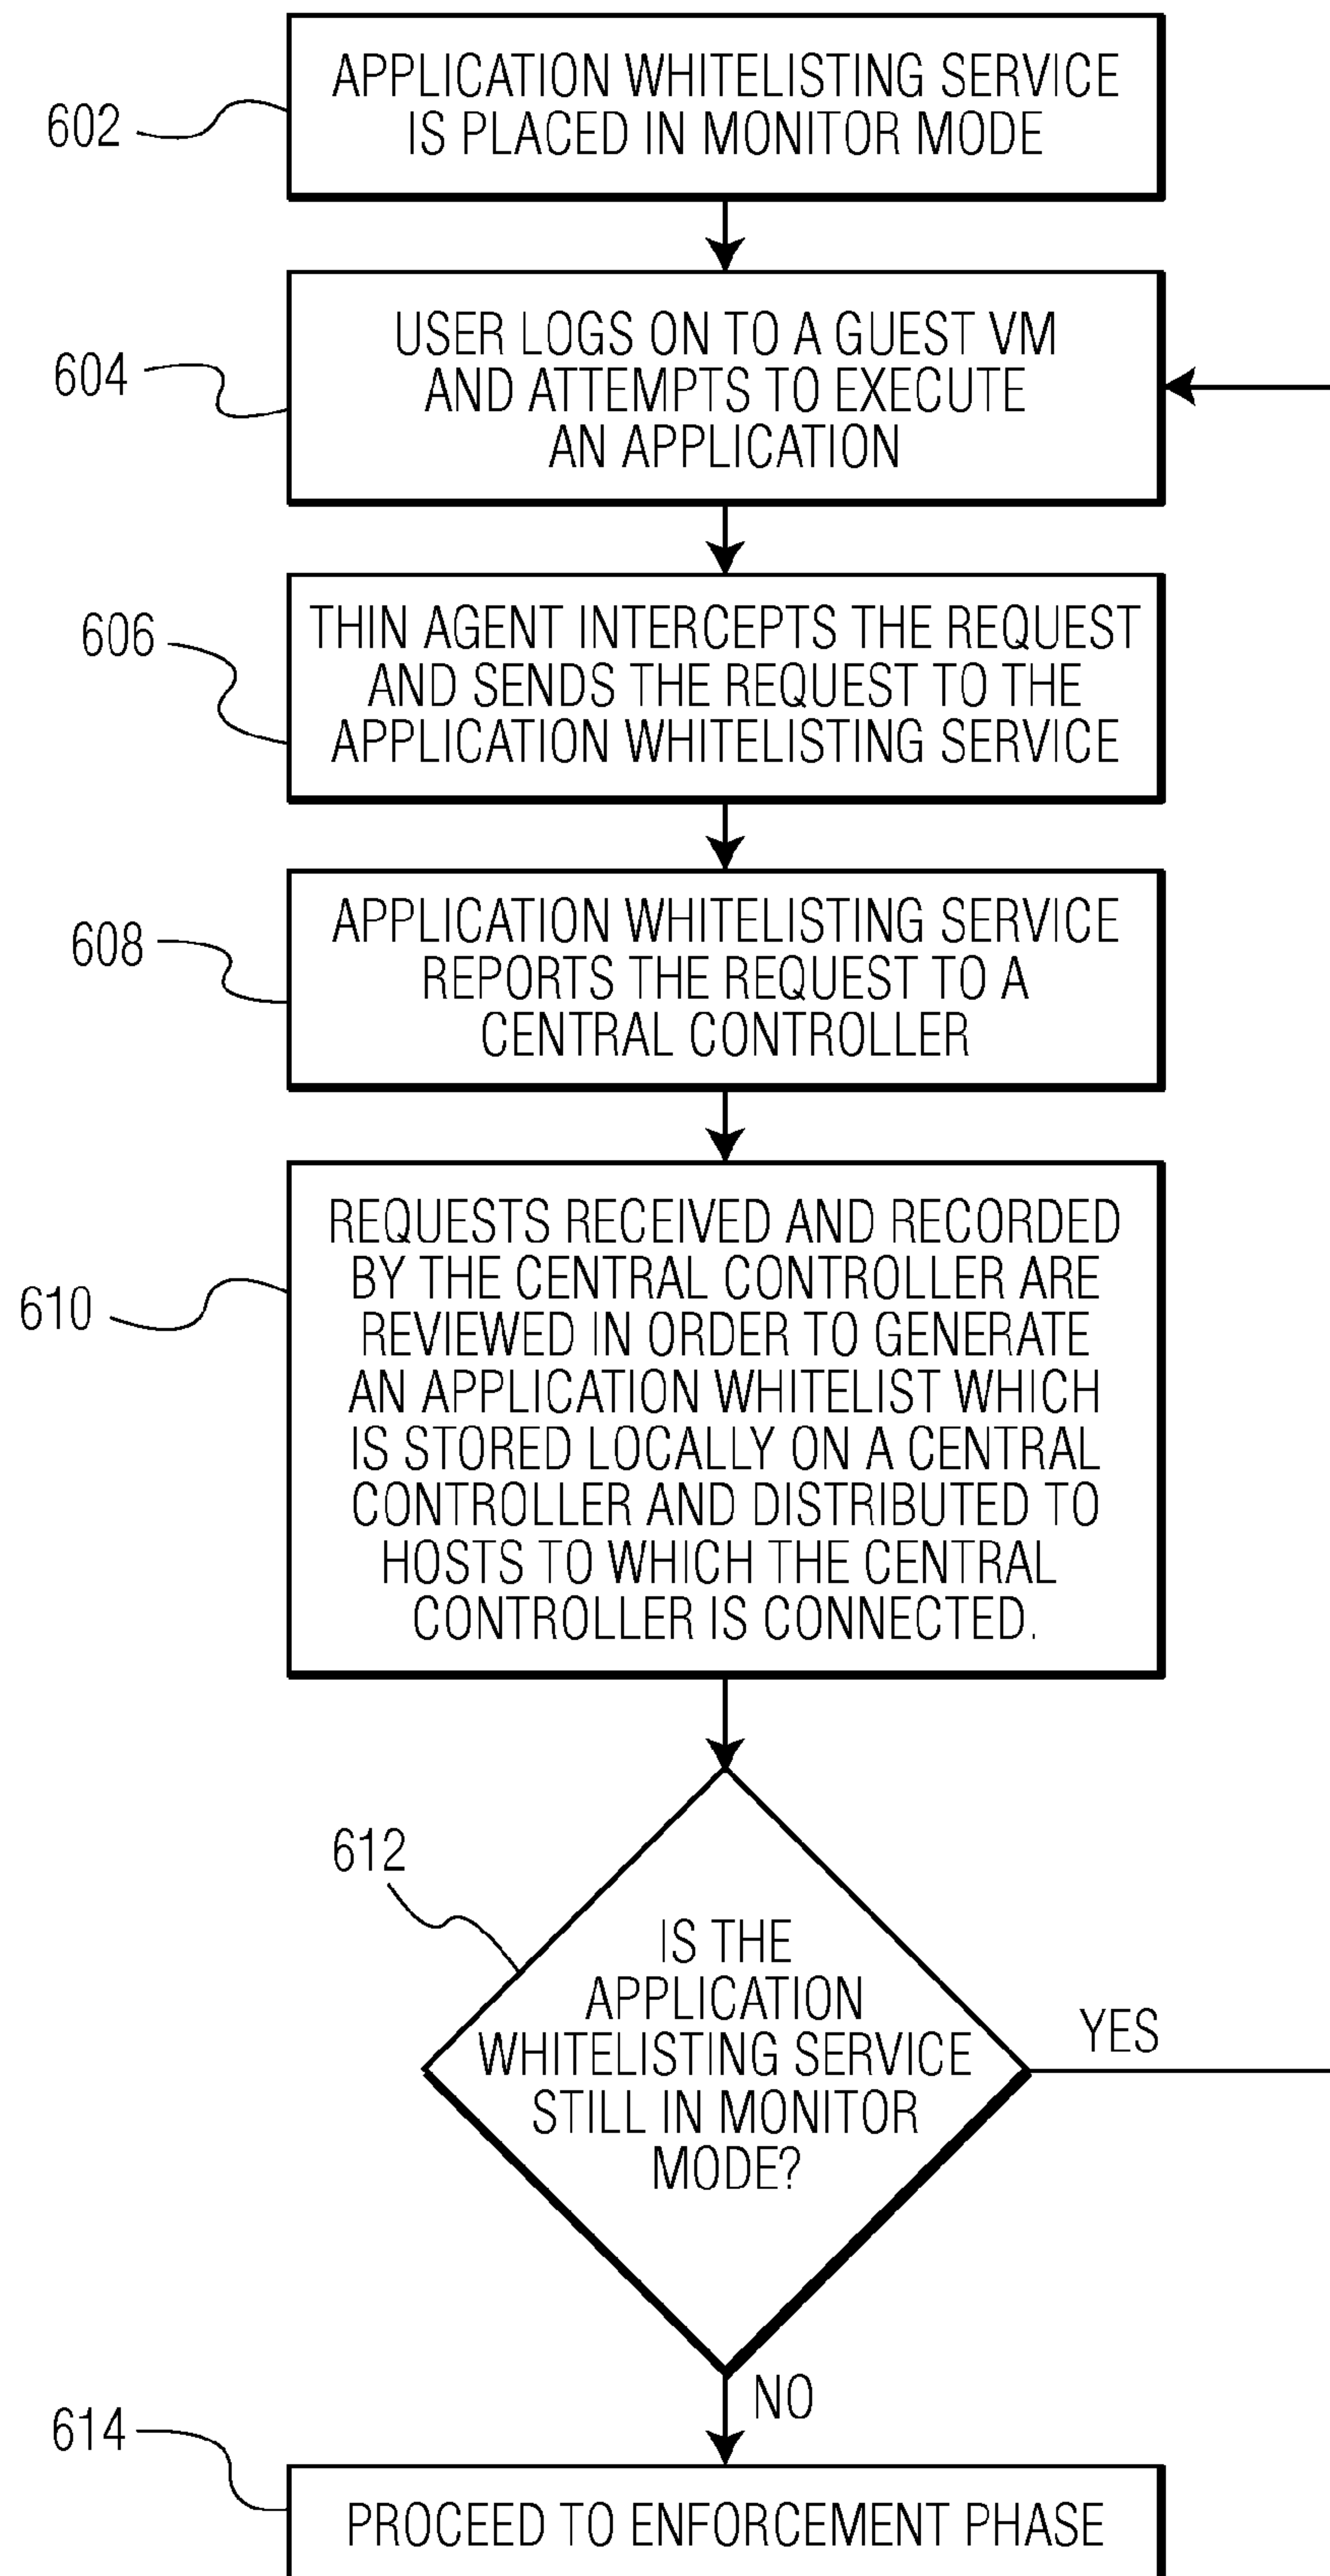 602
APPLICATION WHITELISTING SERVICE
IS PLACED IN MONITOR MODE
604
USER LOGS ON TO A GUEST VM
AND ATTEMPTS TO EXECUTE
AN APPLICATION
606
THIN AGENT INTERCEPTS THE REQUEST
AND SENDS THE REQUEST TO THE
APPLICATION WHITELISTING SERVICE
608
APPLICATION WHITELISTING SERVICE
REPORTS THE REQUEST TO A
CENTRAL CONTROLLER
610
REQUESTS RECEIVED AND RECORDED
BY THE CENTRAL CONTROLLER ARE
REVIEWED IN ORDER TO GENERATE
AN APPLICATION WHITELIST WHICH
IS STORED LOCALLY ON A CENTRAL
CONTROLLER AND DISTRIBUTED TO
HOSTS TO WHICH THE CENTRAL
CONTROLLER IS CONNECTED.
612
IS THE
APPLICATION
WHITELISTING SERVICE
STILL IN MONITOR
MODE?
YES
NO
614
PROCEED TO ENFORCEMENT PHASE